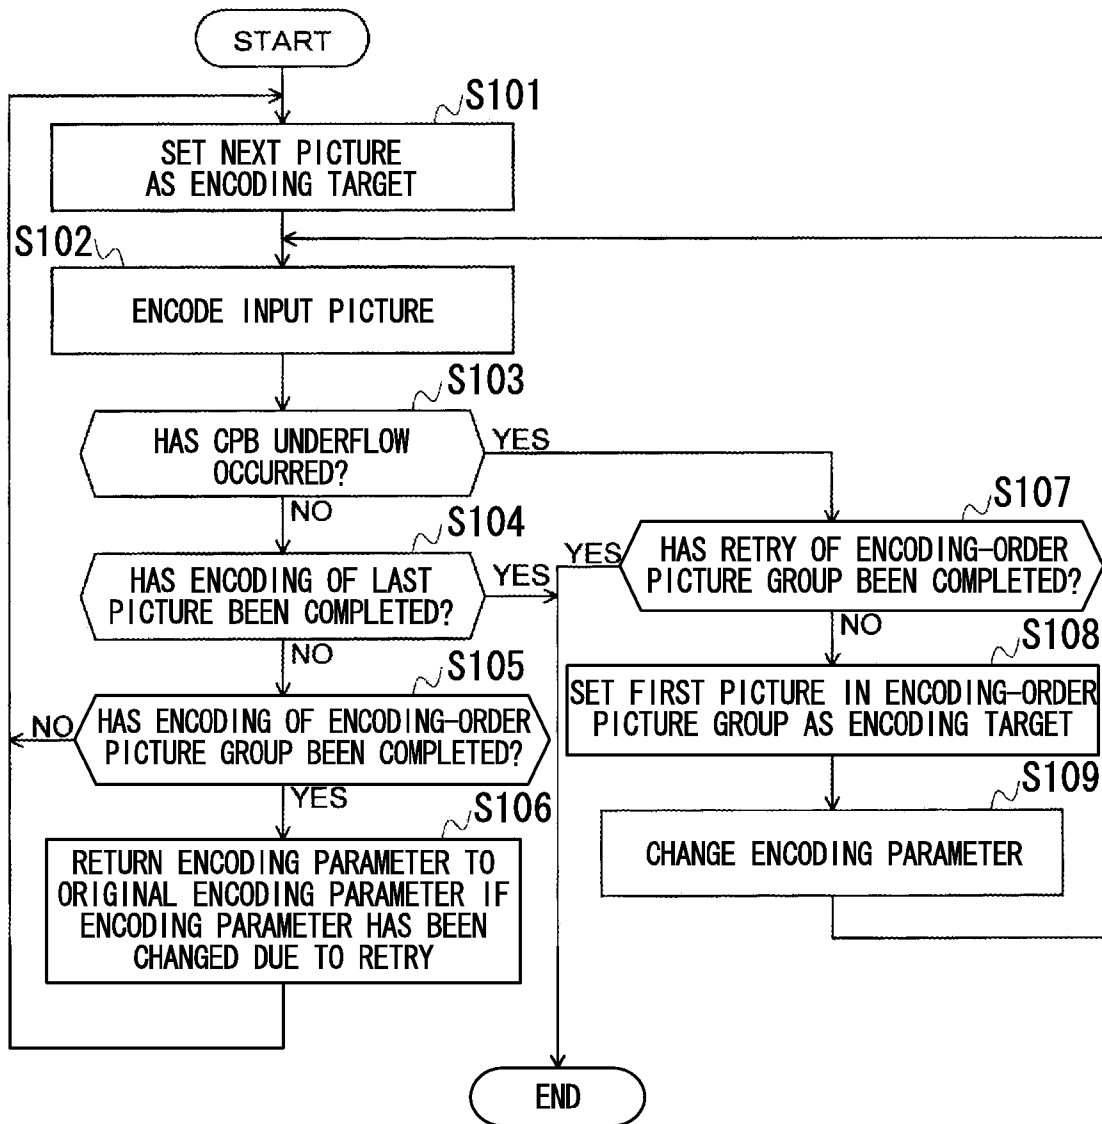 START
S101
SET NEXT PICTURE
AS ENCODING TARGET
S102
ENCODE INPUT PICTURE
S103
HAS CPB UNDERFLOW
OCCURRED?
YES
NO
S104
HAS ENCODING OF LAST
PICTURE BEEN COMPLETED?
YES
NO
S105
HAS ENCODING OF ENCODING-ORDER
PICTURE GROUP BEEN COMPLETED?
NO
YES
S106
RETURN ENCODING PARAMETER TO
ORIGINAL ENCODING PARAMETER IF
ENCODING PARAMETER HAS BEEN
CHANGED DUE TO RETRY
S107
HAS RETRY OF ENCODING-ORDER
PICTURE GROUP BEEN COMPLETED?
YES
NO
S108
SET FIRST PICTURE IN ENCODING-ORDER
PICTURE GROUP AS ENCODING TARGET
S109
CHANGE ENCODING PARAMETER
END